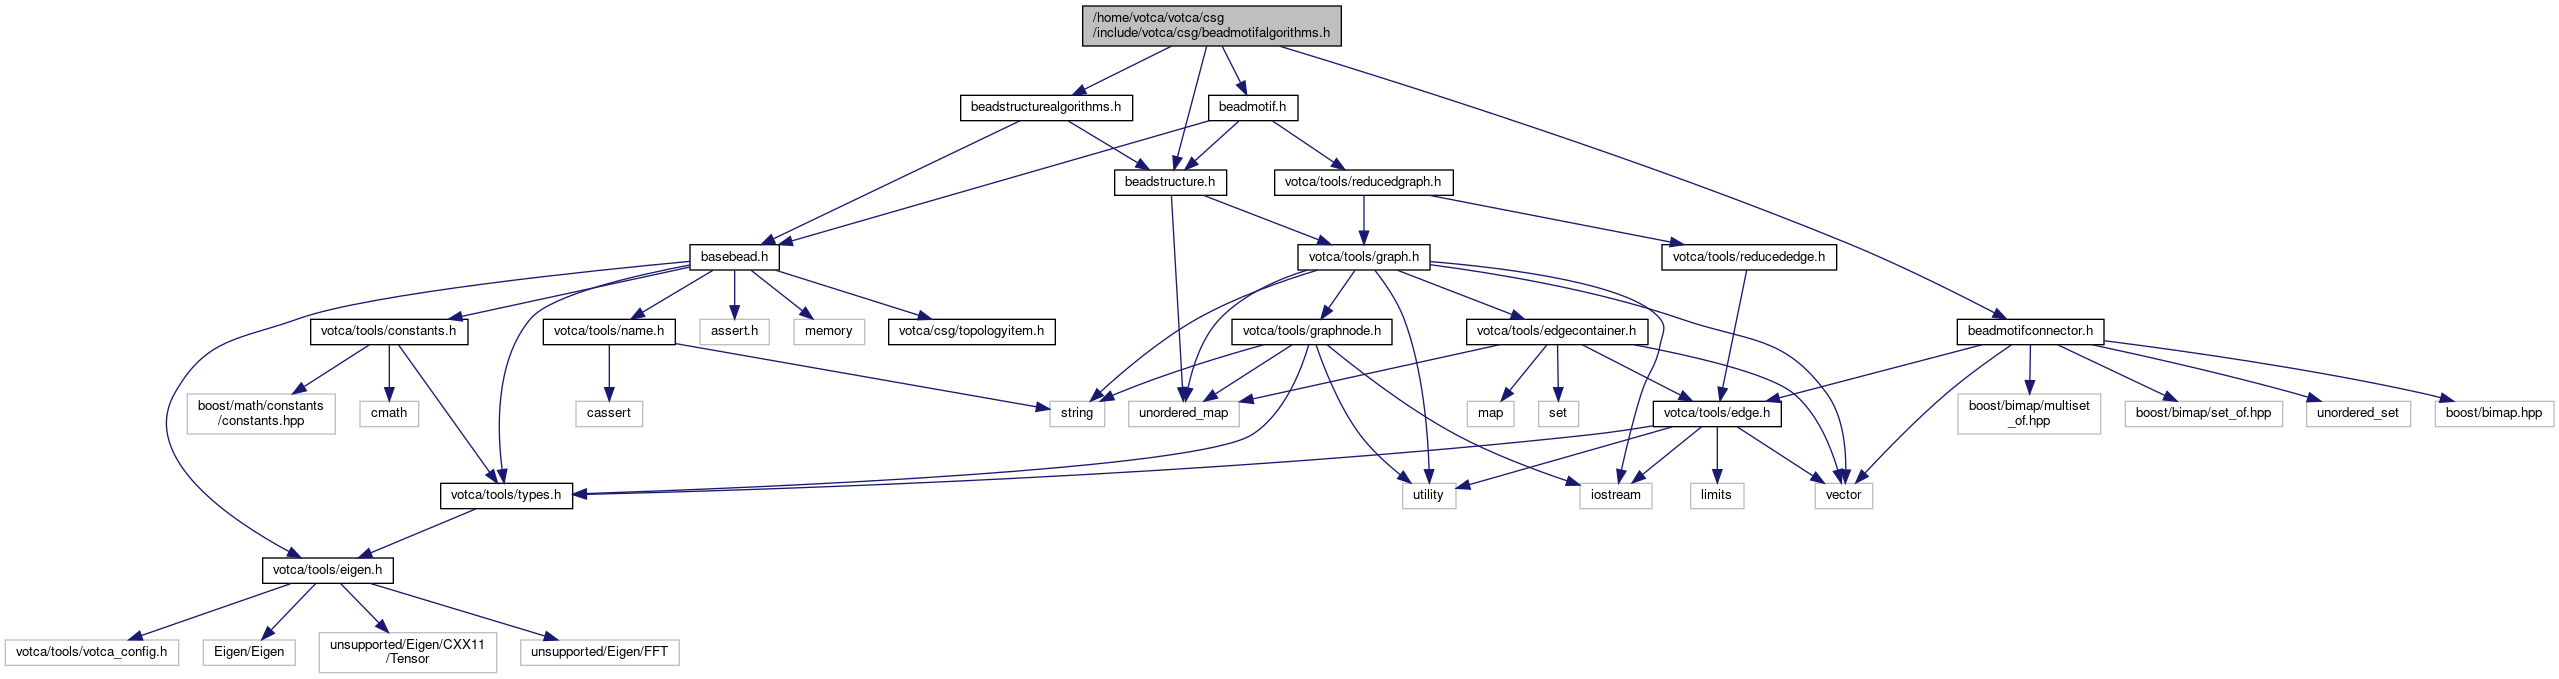 /home/votca/votca/csg
/include/votca/csg/beadmotifalgorithms.h
beadstructurealgorithms.h
beadmotif.h
beadstructure.h
votca/tools/reducedgraph.h
basebead.h
votca/tools/graph.h
votca/tools/reducededge.h
votca/tools/constants.h
votca/tools/name.h
assert.h
memory
votca/csg/topologyitem.h
votca/tools/graphnode.h
votca/tools/edgecontainer.h
beadmotifconnector.h
boost/math/constants
/constants.hpp
cmath
cassert
string
unordered_map
map
set
votca/tools/edge.h
boost/bimap/multiset
_of.hpp
boost/bimap/set_of.hpp
unordered_set
boost/bimap.hpp
votca/tools/types.h
utility
iostream
limits
vector
votca/tools/eigen.h
votca/tools/votca_config.h
Eigen/Eigen
unsupported/Eigen/CXX11
/Tensor
unsupported/Eigen/FFT